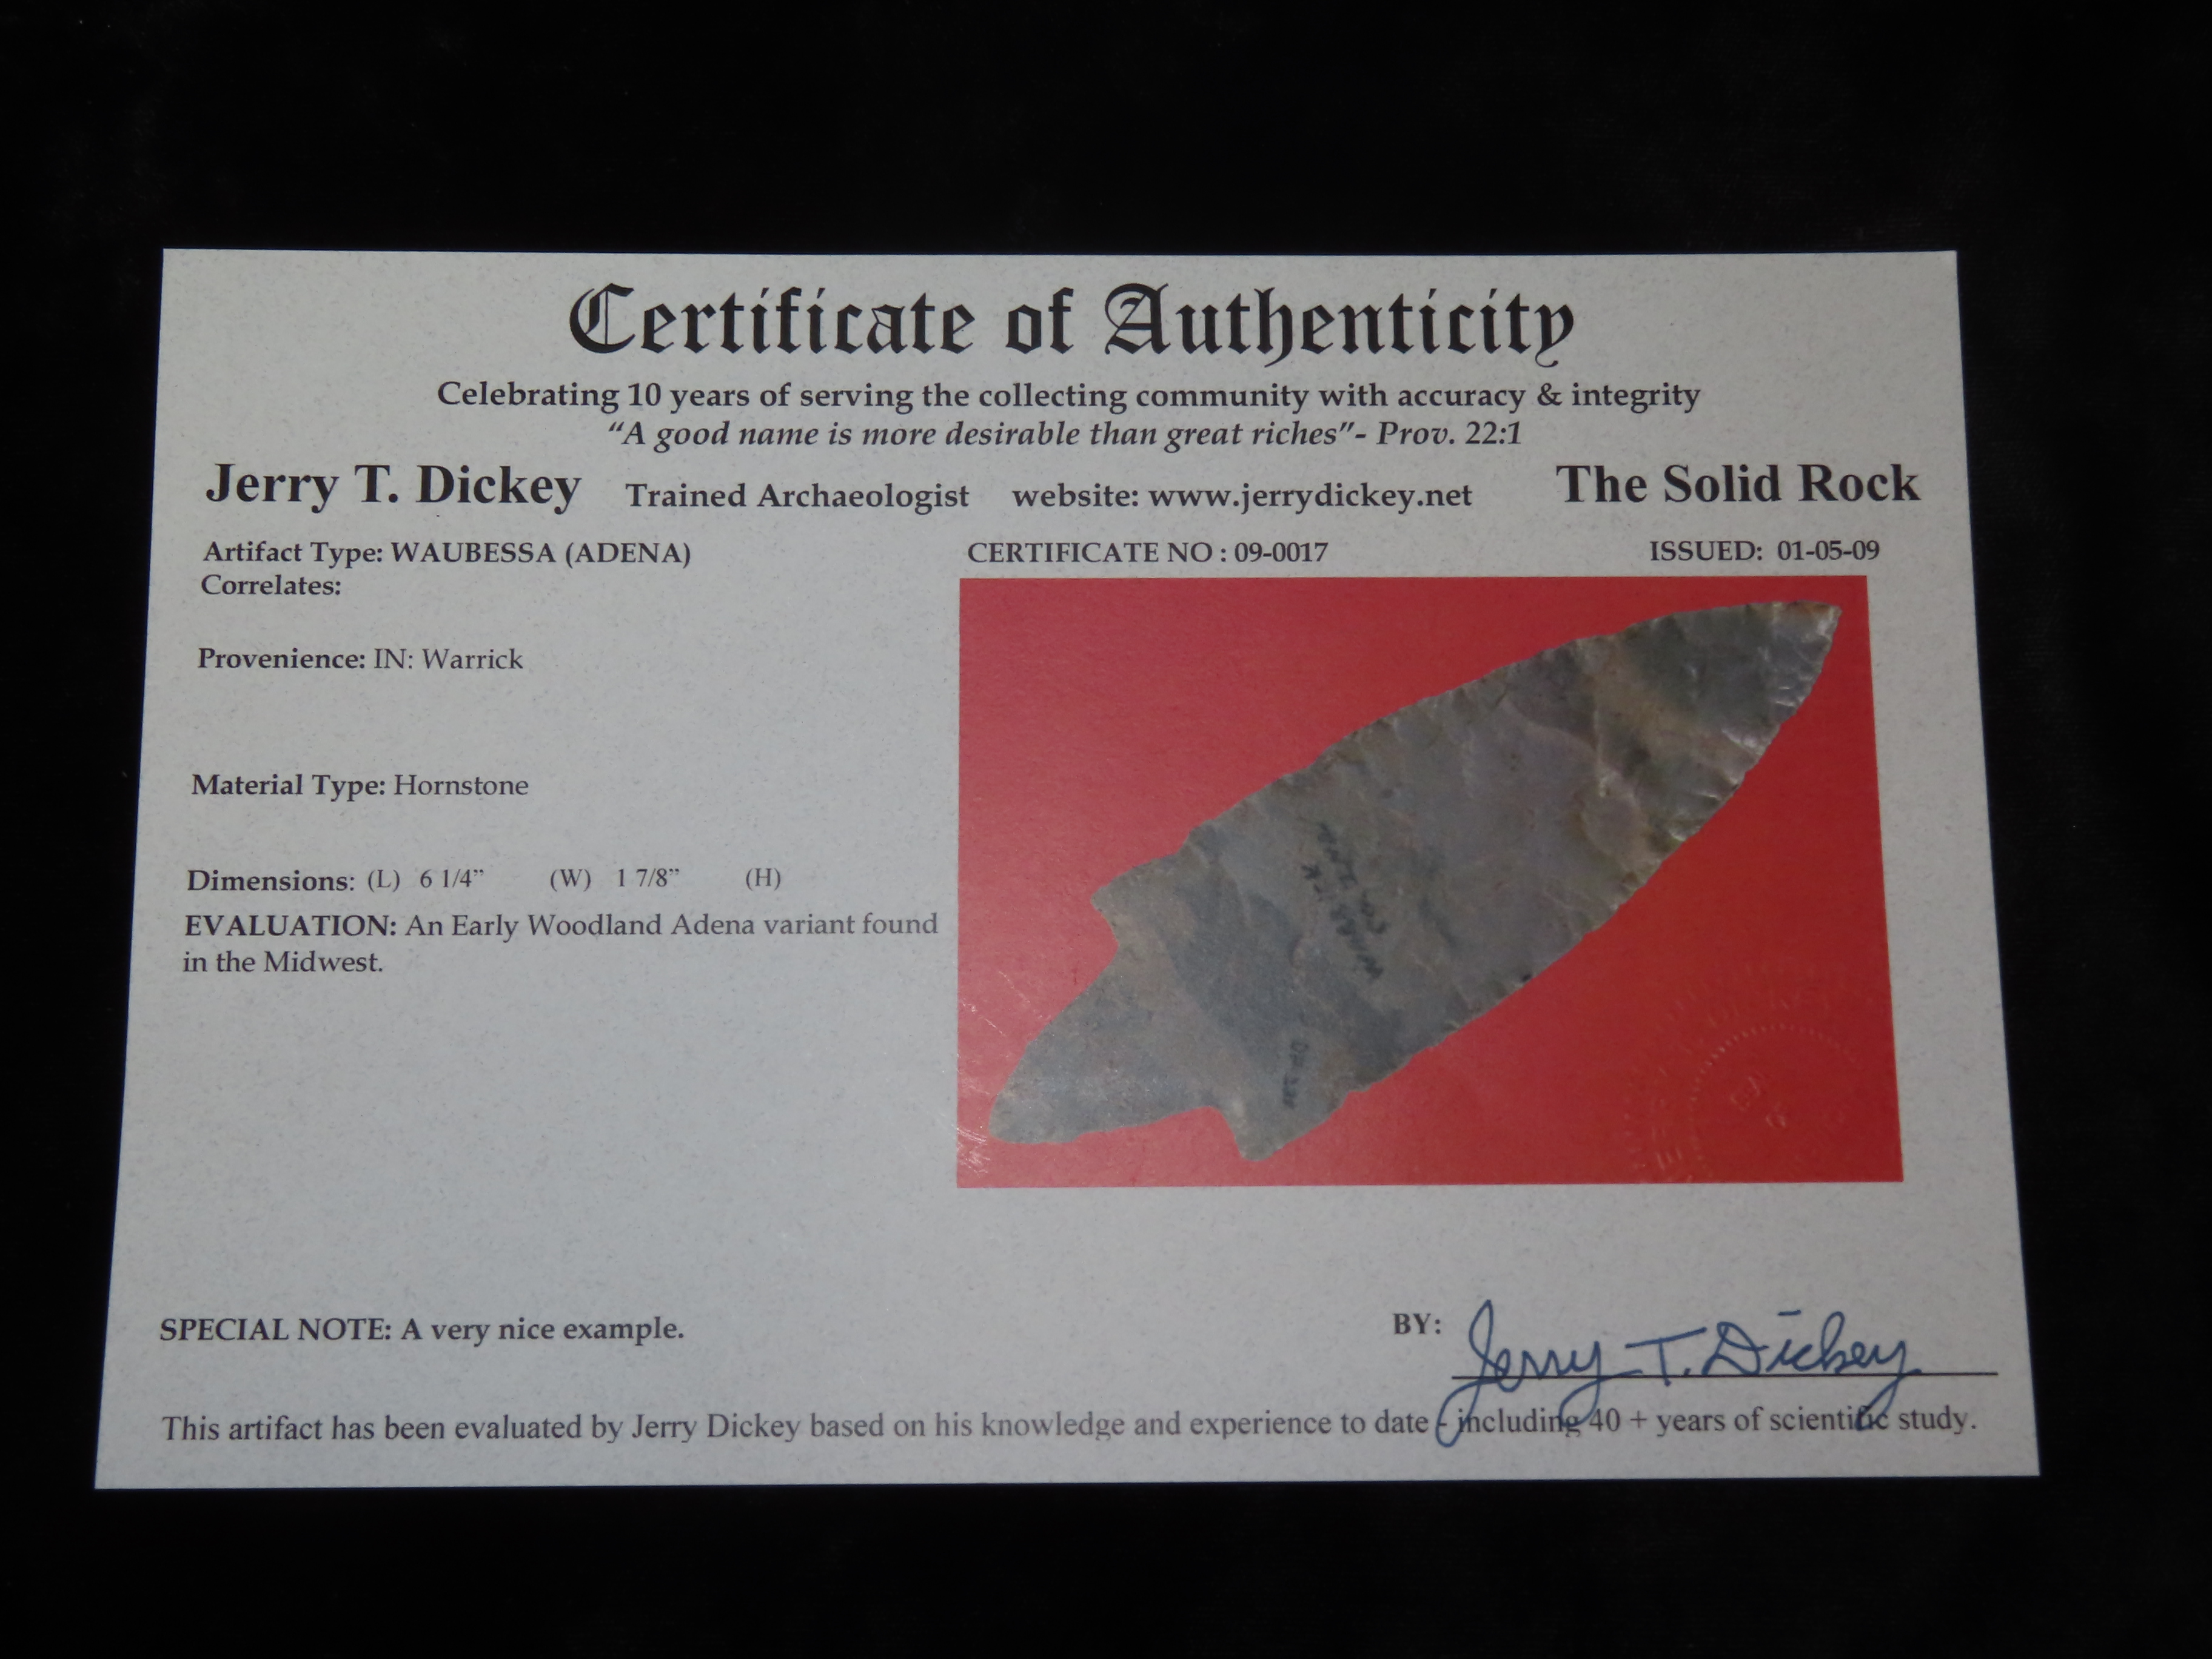 Certificate of Authenticity
Celebrating 10 years of serving the collecting community with accuracy & integrity
“A good name is more desirable than great riches”- Prov. 22:1
Jerry T. Dickey Trained Archaeologist website: www.jerrydickey.net The Solid Rock
Artifact Type: WAUBESSA (ADENA) CERTIFICATE NO : 09-0017 ISSUED: 01-05-09
Correlates:
Provenience: IN: Warrick
Material Type: Hornstone
Dimensions: (L) 6 1/4” (W) 1 7/8” (H)
EVALUATION: An Early Woodland Adena variant found
in the Midwest.
SPECIAL NOTE: A very nice example.
BY: Jerry T. Dickey
This artifact has been evaluated by Jerry Dickey based on his knowledge and experience to date - including 40 + years of scientific study.